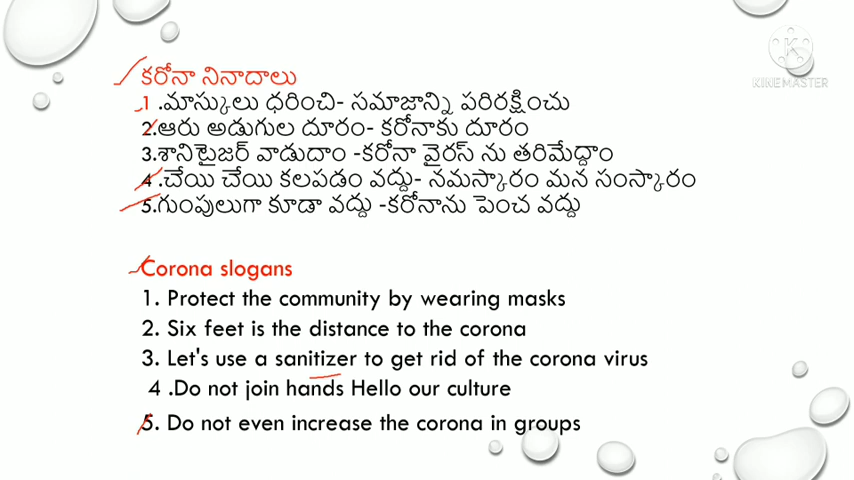 KINEMASTER
కరోనా నినాదాలు
1 .మాస్కులు ధరించి- సమాజాన్ని పరిరక్షించు
2.ఆరు అడుగుల దూరం- కరోనాకు దూరం
3.శానిటైజర్ వాడుదాం -కరోనా వైరస్ ను తరిమేద్దాం
4 .చేయి చేయి కలపడం వద్దు- నమస్కారం మన సంస్కారం
5.గుంపులుగా కూడా వద్దు -కరోనాను పెంచ వద్దు
Corona slogans
1. Protect the community by wearing masks
2. Six feet is the distance to the corona
3. Let's use a sanitizer to get rid of the corona virus
4 .Do not join hands Hello our culture
5. Do not even increase the corona in groups